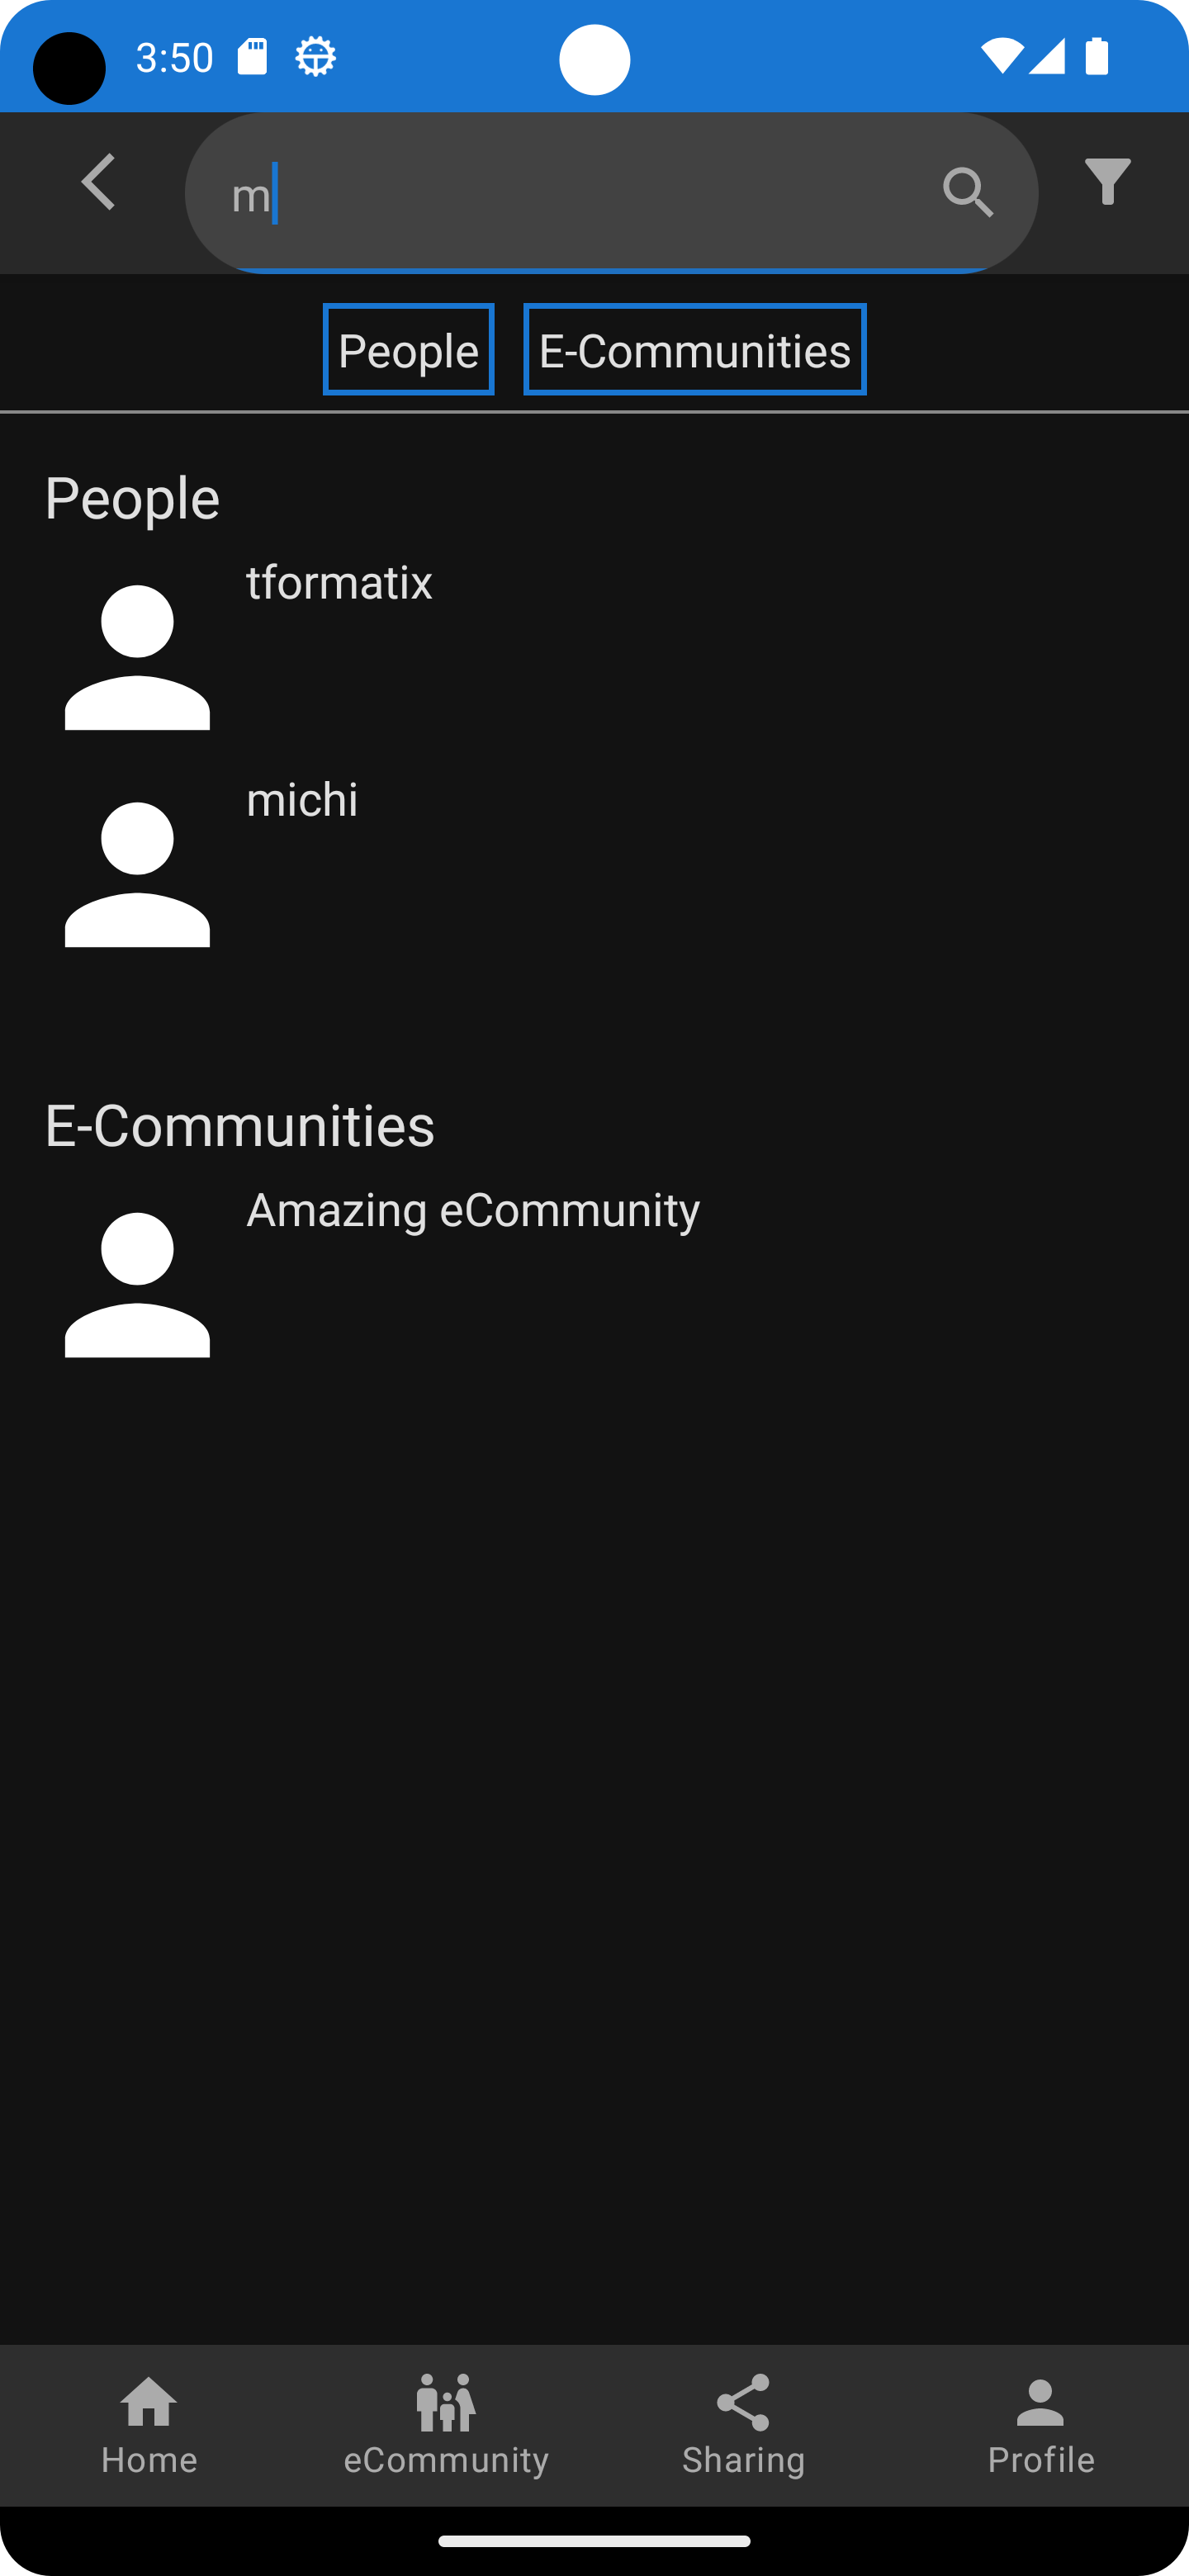 3:50
m
People E-Communities
People
tformatix
michi
E-Communities
Amazing eCommunity
Home eCommunity Sharing Profile